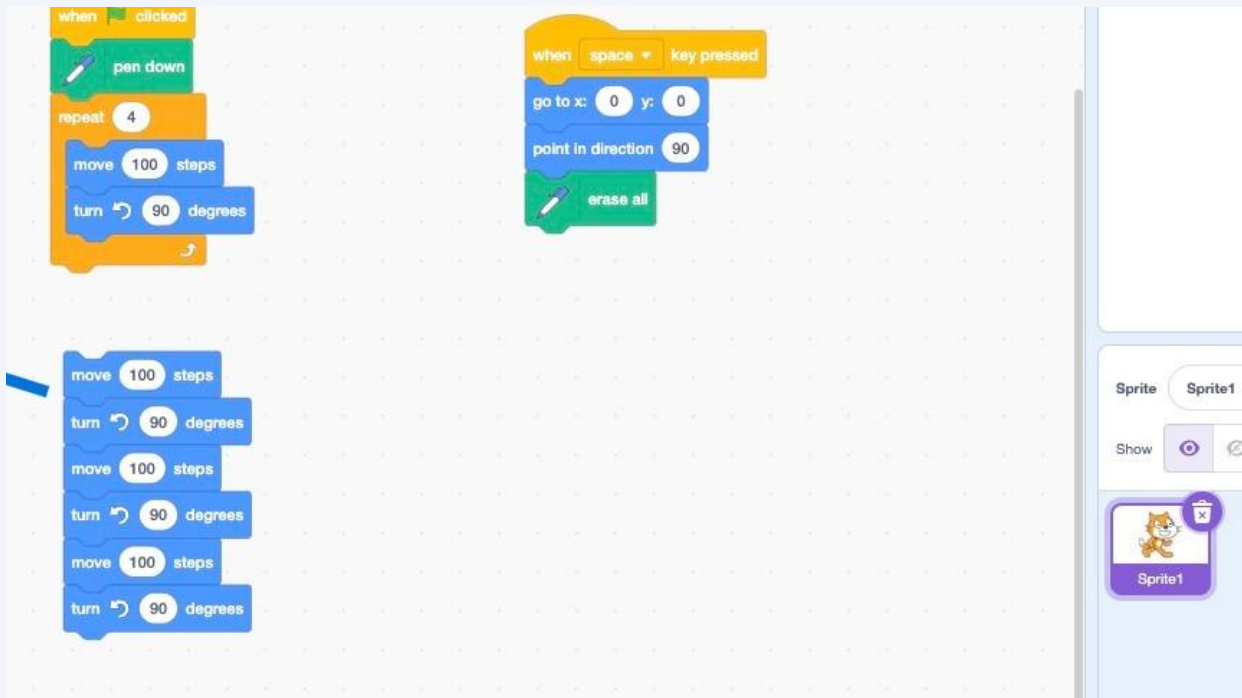 when clicked
pen down
repeat 4
move 100 steps
turn 90 degrees
when space key pressed
go to x: 0 y: 0
point in direction 90
erase all
move 100 steps
turn 90 degrees
move 100 steps
turn 90 degrees
move 100 steps
turn 90 degrees
Sprite Sprite1
Show
Sprite1